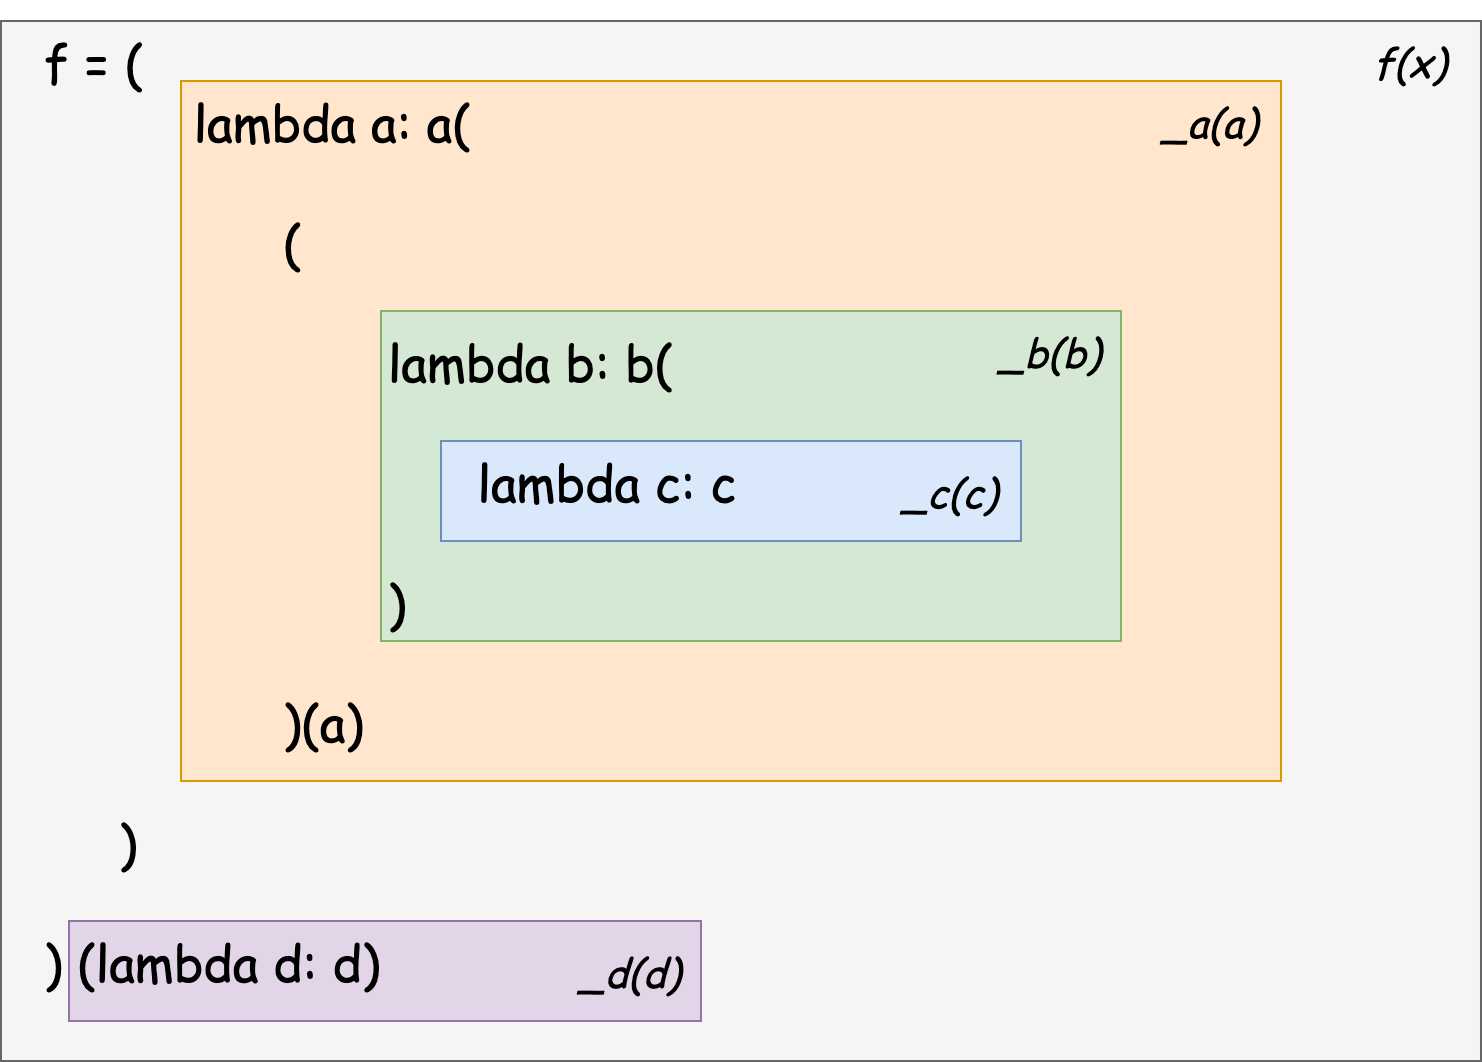 f = (
f(x)
lambda a: a(
_a(a)
(
lambda b: b(
_b(b)
lambda c: c
_c(c)
)
)(a)
)
)
(lambda d: d)
_d(d)